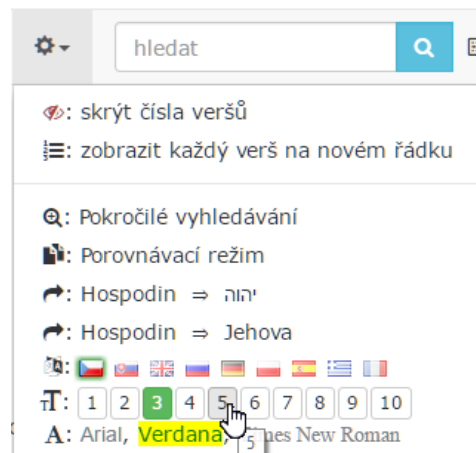 hledat
: skrýt čísla veršů
: zobrazit každý verš na novém řádku
: Pokročilé vyhledávání
: Porovnávací režim
: Hospodin ⇒ יהוה
: Hospodin ⇒ Jehova
:
TT: 1 2 3 4 5 6 7 8 9 10
A: Arial, Verdana, New Roman
5